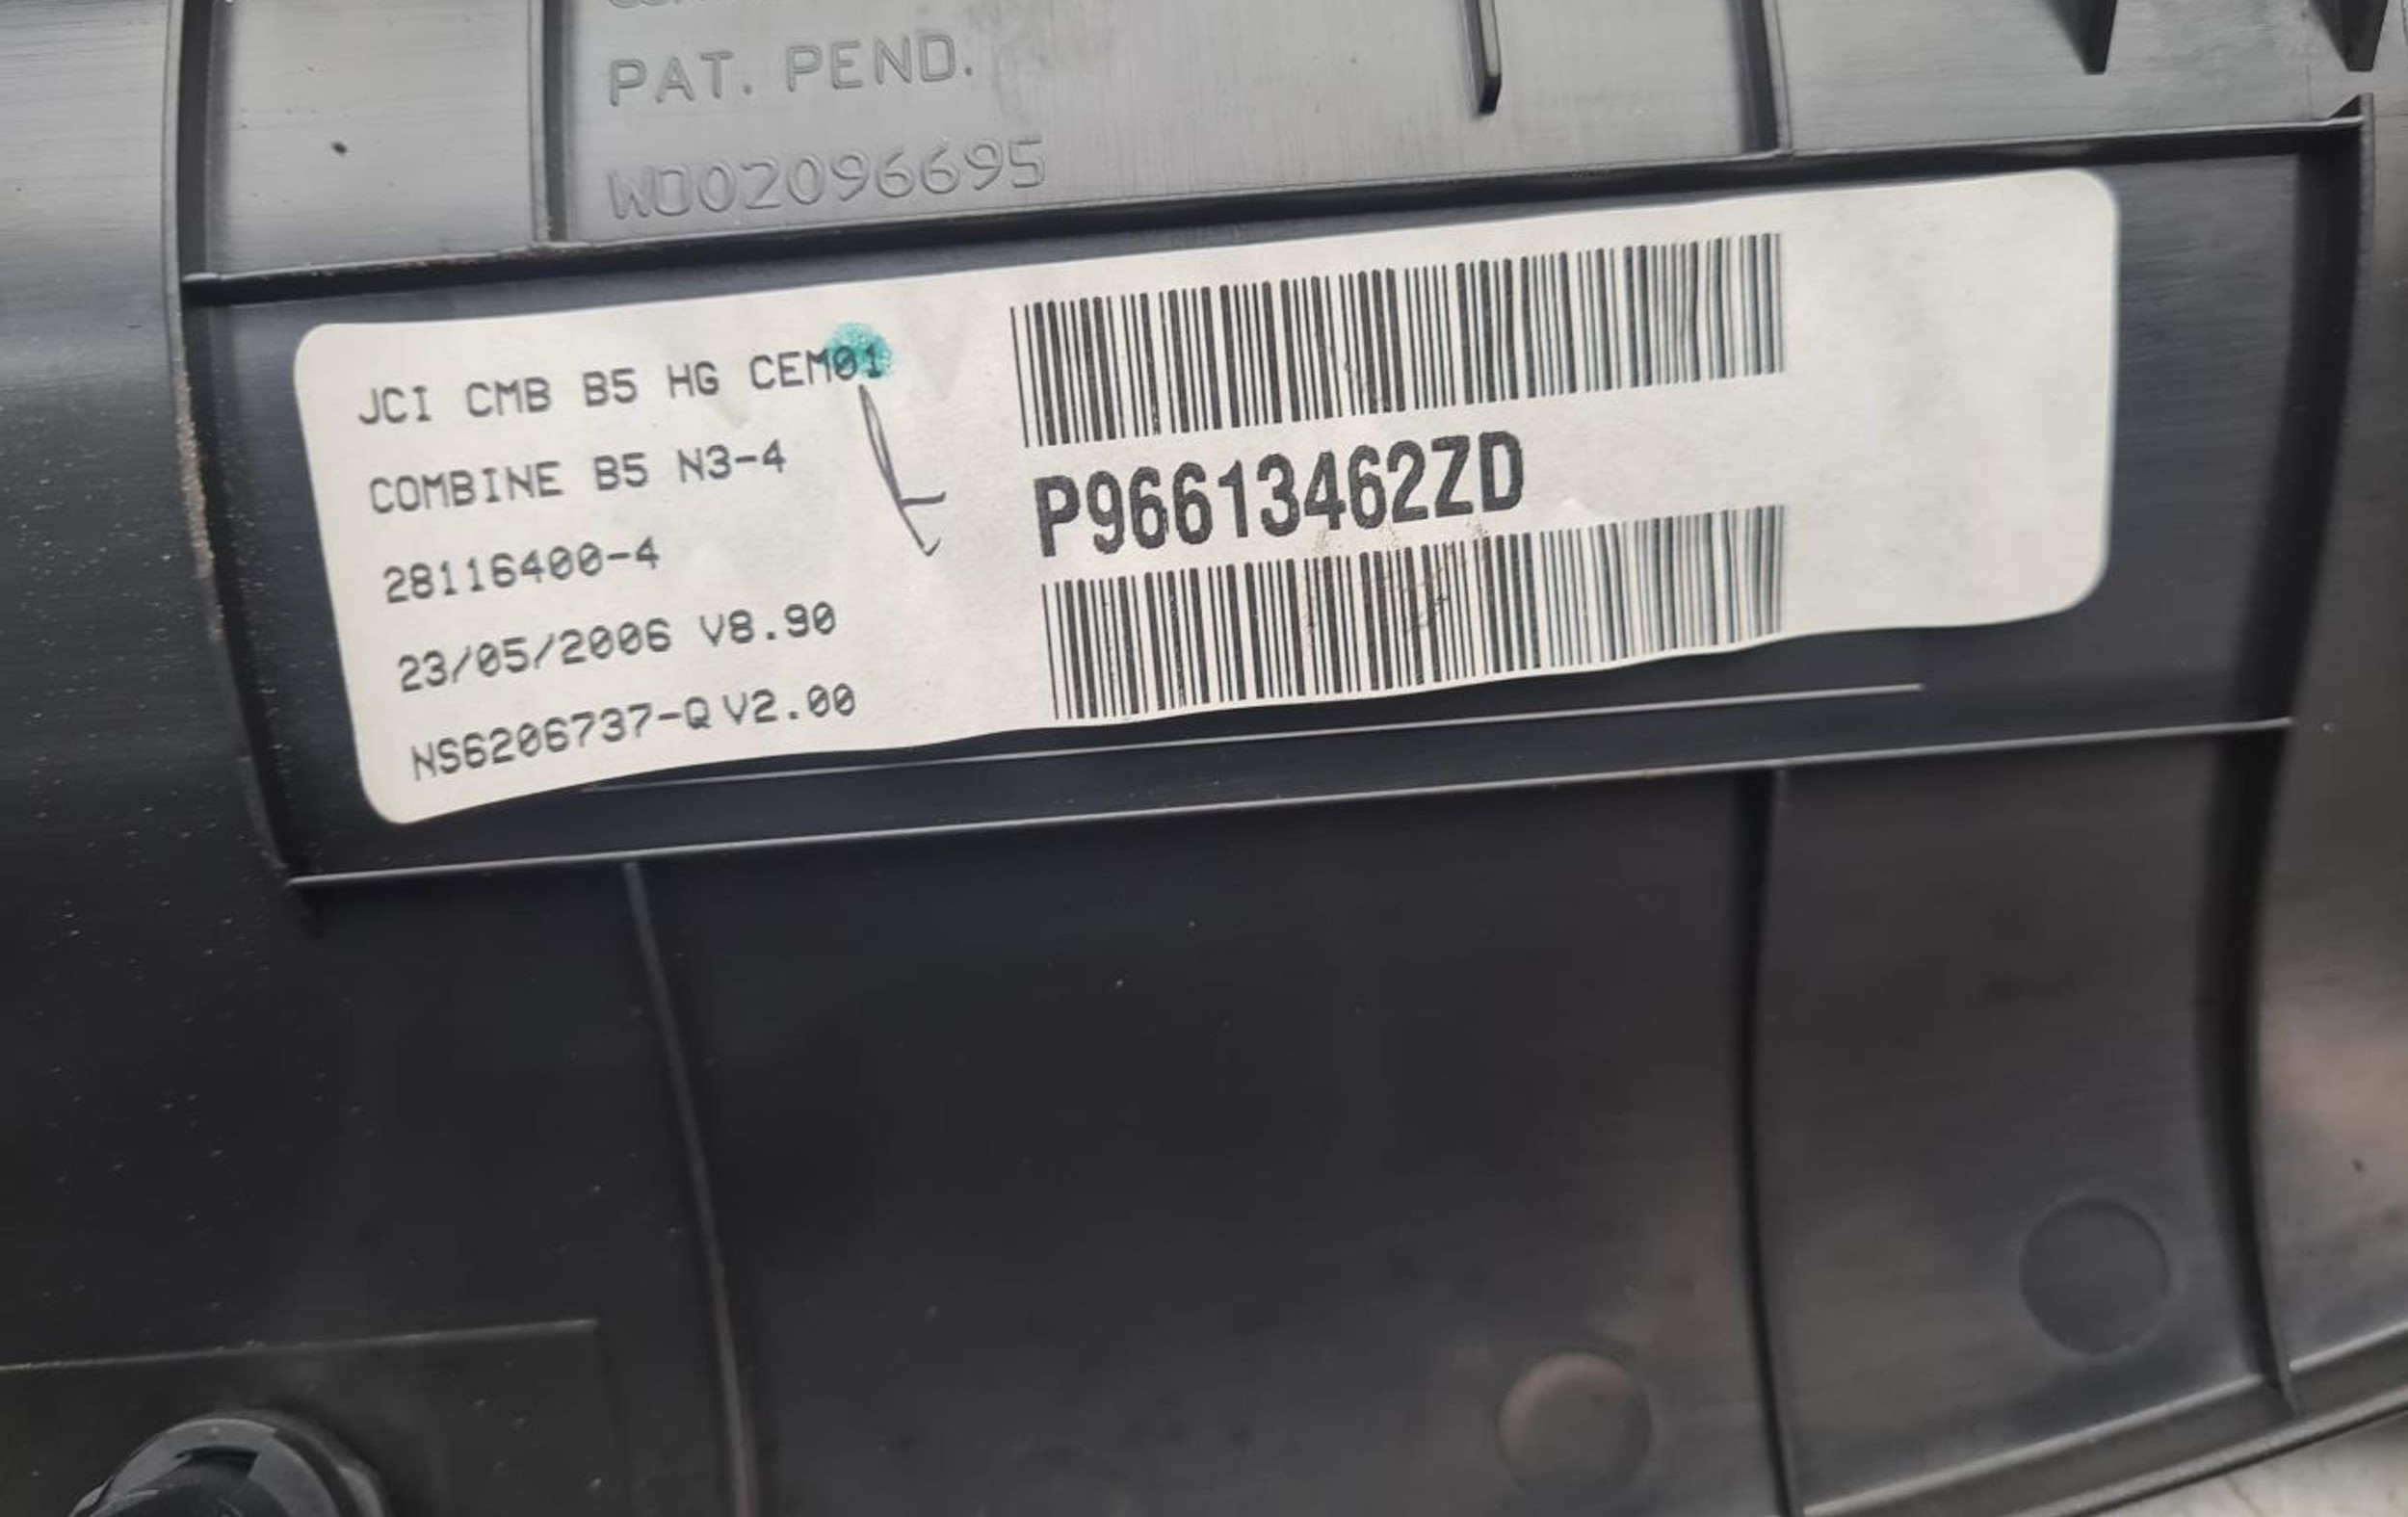 PAT. PEND.
WO02096695
JCI CMB B5 HG CEM01
COMBINE B5 N3-4
28116400-4
23/05/2006 V8.90
NS6206737-Q V2.00
P96613462ZD